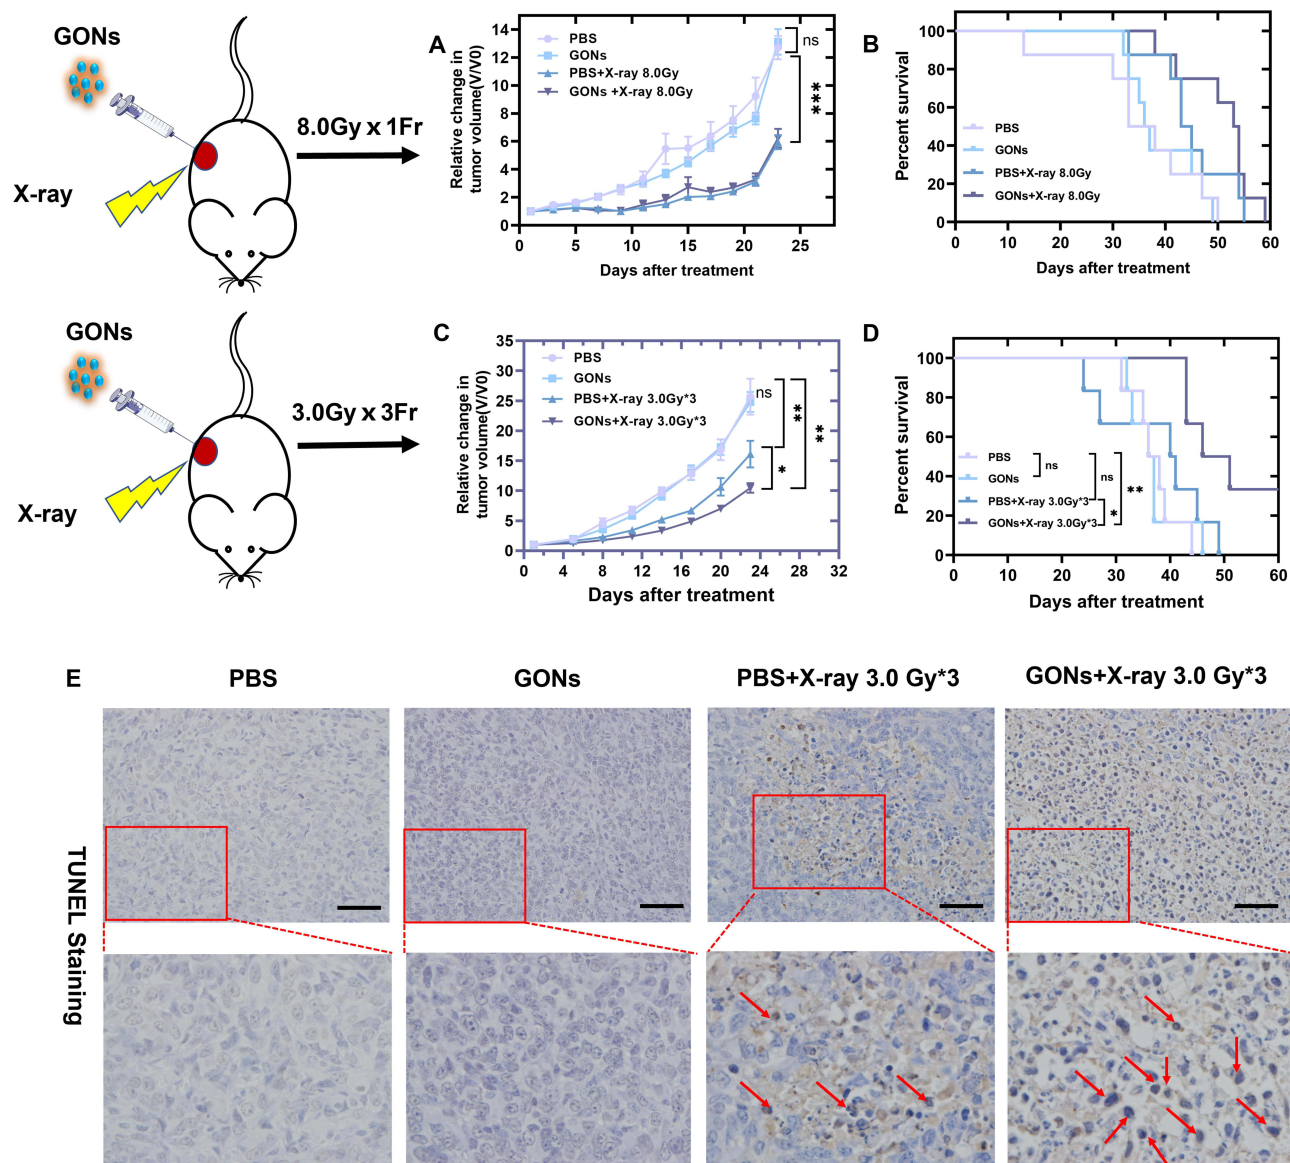 GONs
X-ray
8.0Gy x 1Fr
A
Relative change in
tumor volume(V/V0)
14
12
10
8
6
4
2
0
PBS
GONs
PBS+X-ray 8.0Gy
GONs +X-ray 8.0Gy
ns
***
0 5 10 15 20 25
Days after treatment
B
Percent survival
100
80
60
40
20
0
PBS
GONs
PBS+X-ray 8.0Gy
GONs+X-ray 8.0Gy
0 10 20 30 40 50 60
Days after treatment
GONs
X-ray
3.0Gy x 3Fr
C
Relative change in
tumor volume(V/V0)
35
30
25
20
15
10
5
0
PBS
GONs
PBS+X-ray 3.0Gy*3
GONs+X-ray 3.0Gy*3
ns
**
**
*
0 4 8 12 16 20 24 28 32
Days after treatment
D
Percent survival
100
80
60
40
20
0
PBS
GONs
PBS+X-ray 3.0Gy*3
GONs+X-ray 3.0Gy*3
ns
ns
**
*
0 10 20 30 40 50 60
Days after treatment
E
PBS
GONs
PBS+X-ray 3.0 Gy*3
GONs+X-ray 3.0 Gy*3
TUNEL Staining